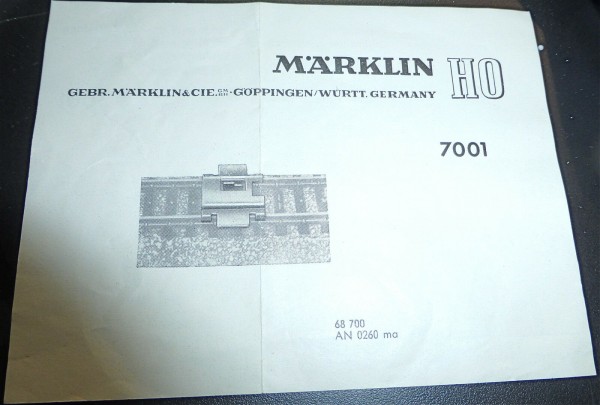 MÄRKLIN HO
GEBR. MÄRKLIN & CIE. GMBH · GÖPPINGEN/WÜRTT. GERMANY
7001
68 700
AN 0260 ma